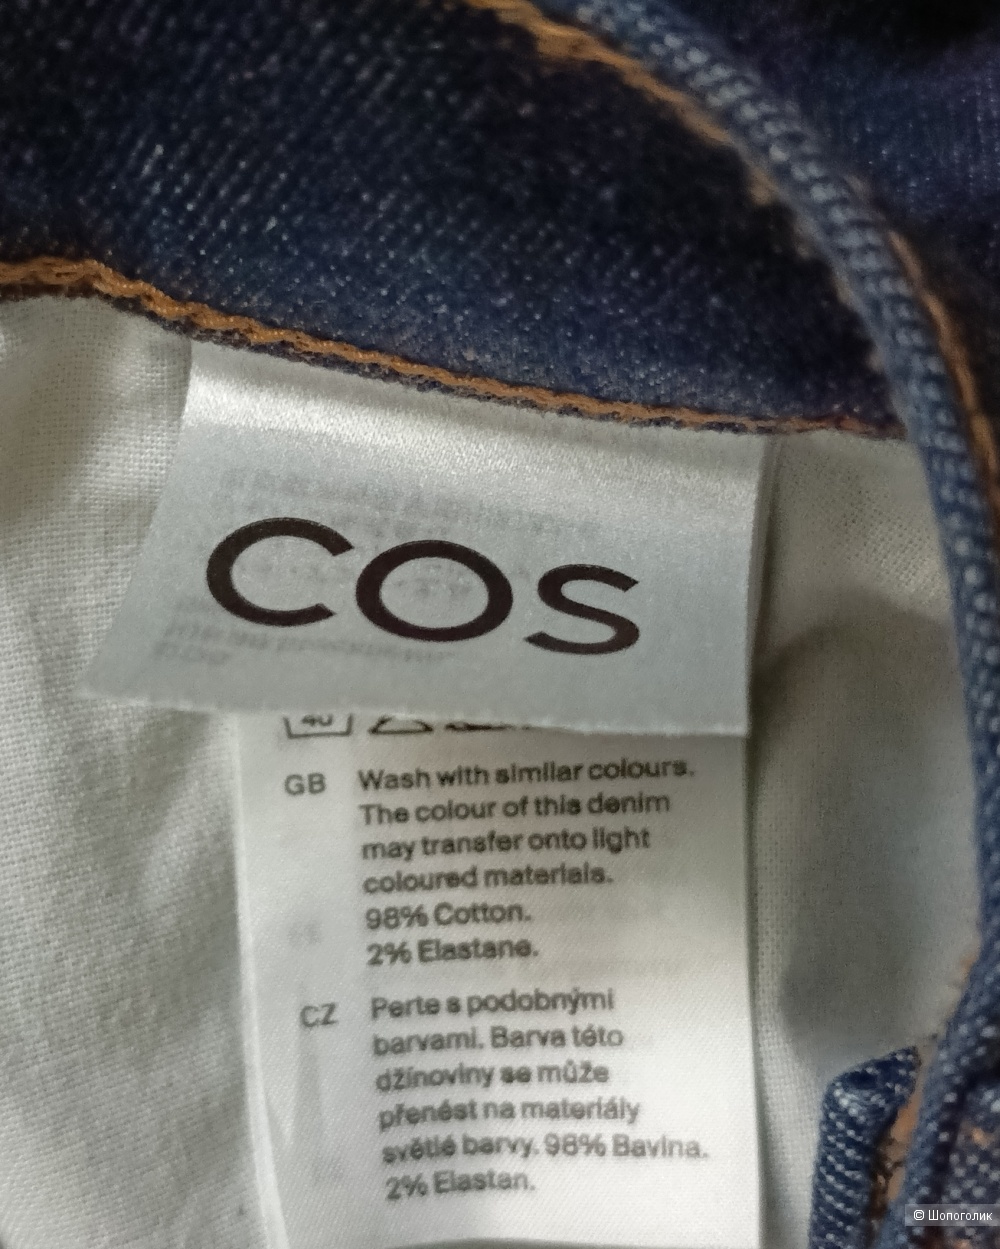 COS
40
GB Wash with similar colours.
The colour of this denim
may transfer onto light
coloured materials.
98% Cotton.
2% Elastane.
CZ Perte s podobnými
barvami. Barva této
džínoviny se může
přenést na materiály
světlé barvy. 98% Bavlna.
2% Elastan.
© Шопоголик